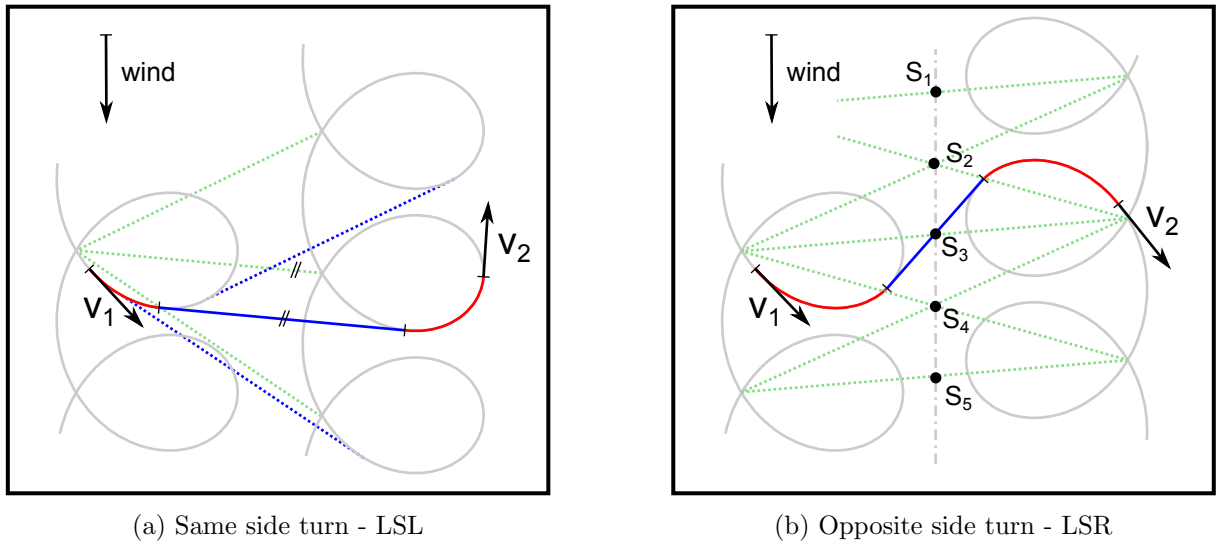 wind
V1
V2
(a) Same side turn - LSL
wind
S1
S2
S3
S4
S5
V1
V2
(b) Opposite side turn - LSR